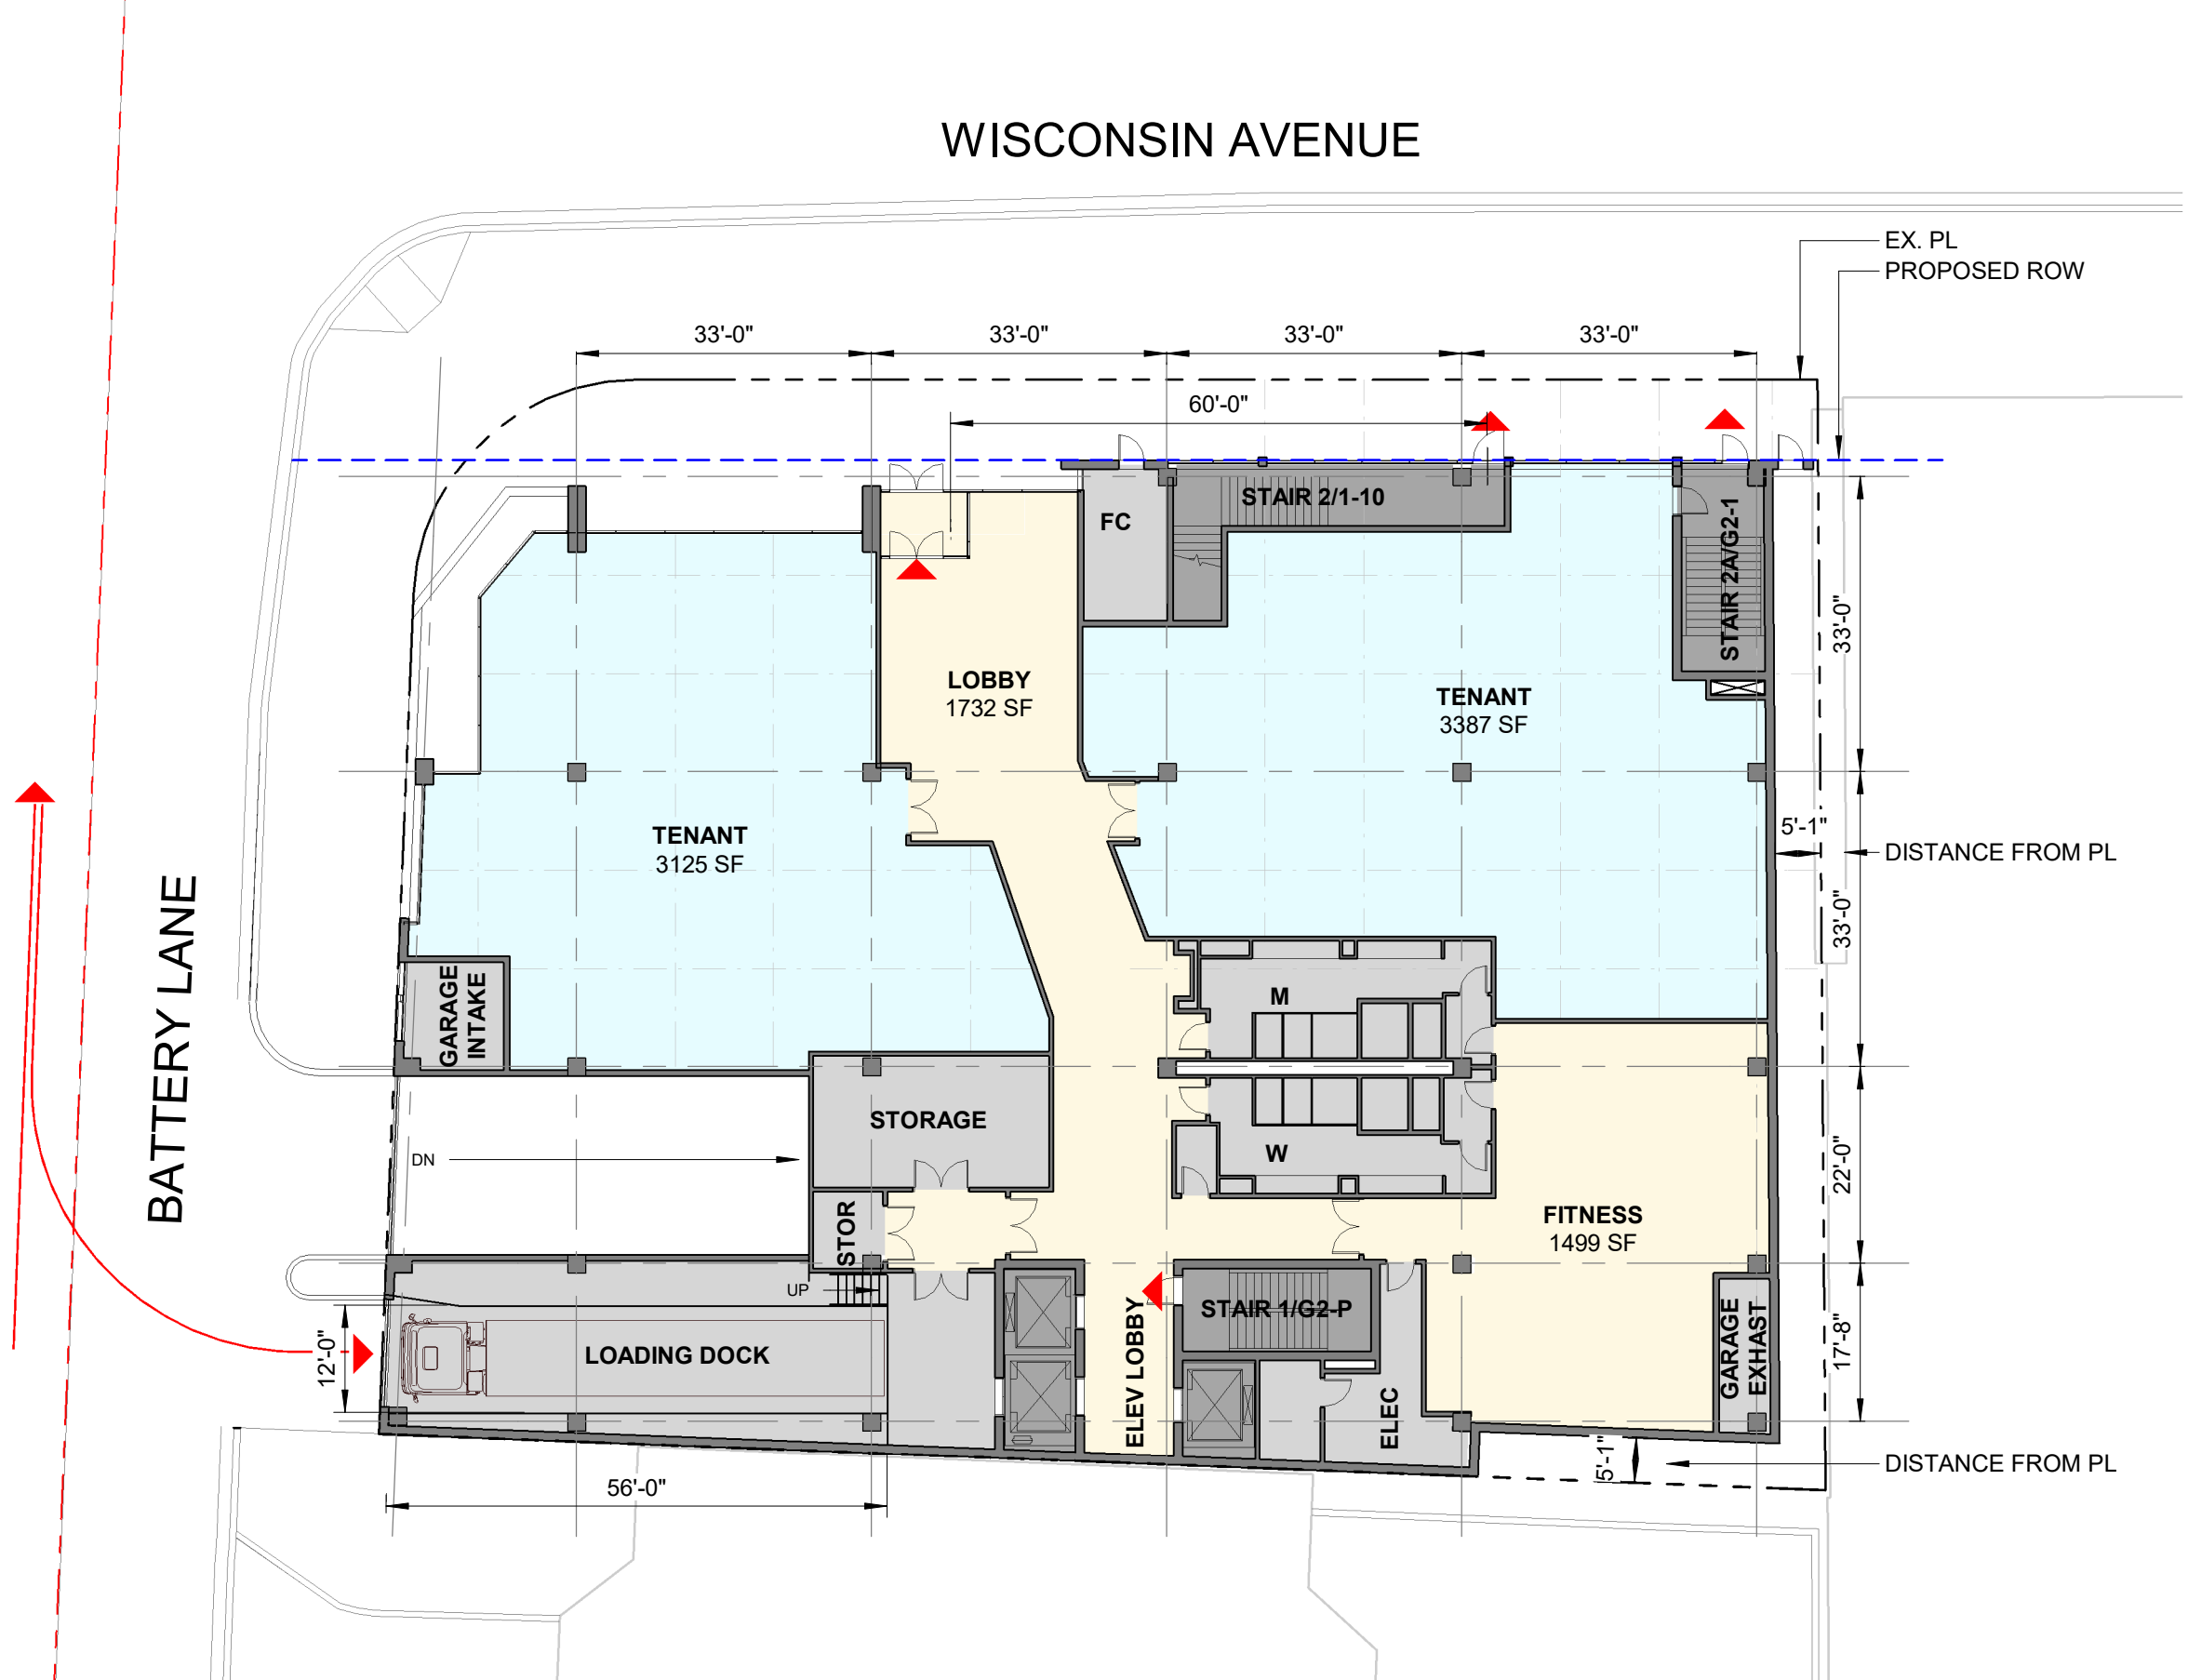 WISCONSIN AVENUE
EX. PL
PROPOSED ROW
33'-0"
33'-0"
33'-0"
33'-0"
60'-0"
STAIR 2/1-10
FC
STAIR 2A/G2-1
33'-0"
LOBBY
1732 SF
TENANT
3387 SF
TENANT
3125 SF
5'-1"
DISTANCE FROM PL
33'-0"
BATTERY LANE
GARAGE
INTAKE
M
STORAGE
W
DN
22'-0"
STOR
FITNESS
1499 SF
UP
STAIR 1/G2-P
ELEV LOBBY
LOADING DOCK
12'-0"
ELEC
GARAGE
EXHAST
17'-8"
5'-1"
DISTANCE FROM PL
56'-0"